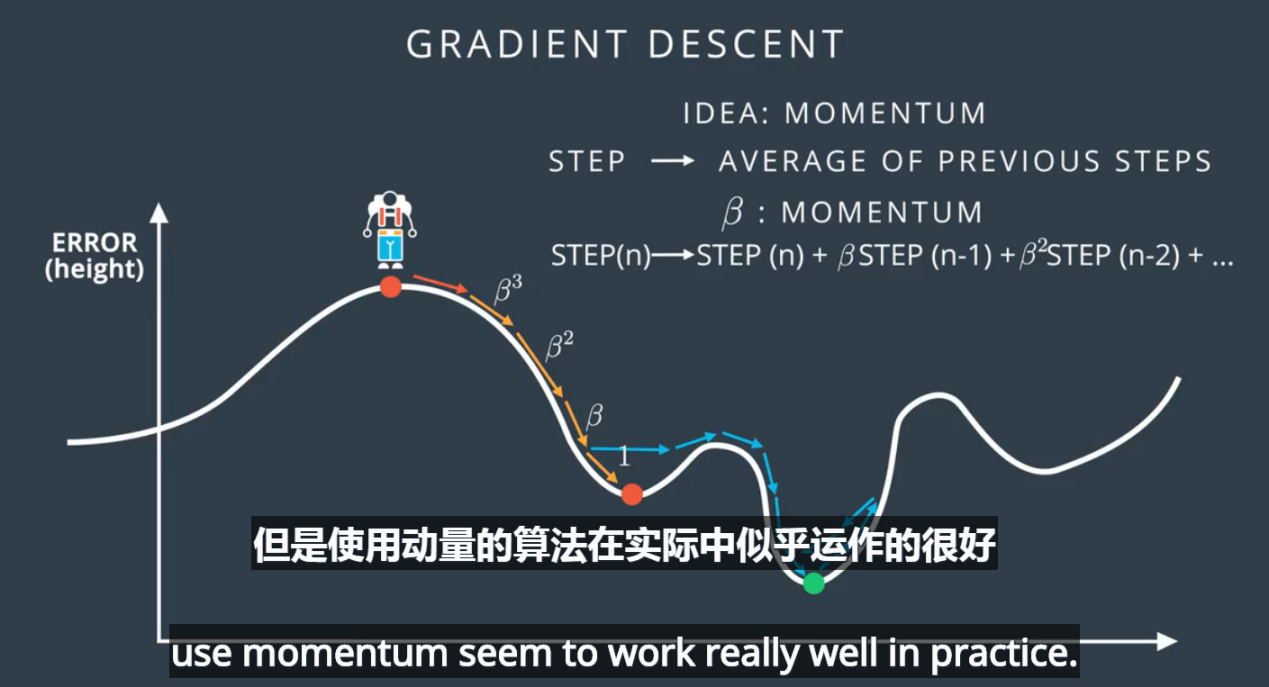 GRADIENT DESCENT
IDEA: MOMENTUM
STEP → AVERAGE OF PREVIOUS STEPS
β : MOMENTUM
STEP(n)→STEP (n) + β STEP (n-1) + β²STEP (n-2) + ...
ERROR
(height)
β³
β²
β
1
但是使用动量的算法在实际中似乎运作的很好
use momentum seem to work really well in practice.